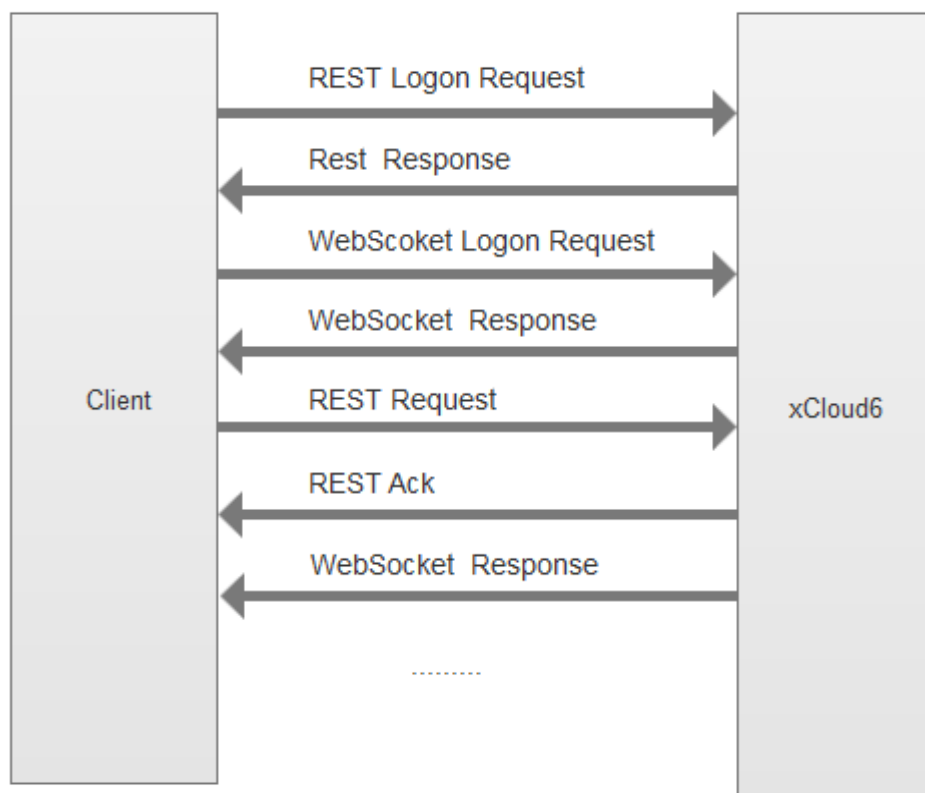 REST Logon Request
Rest Response
WebScoket Logon Request
WebSocket Response
Client
REST Request
xCloud6
REST Ack
WebSocket Response
.........